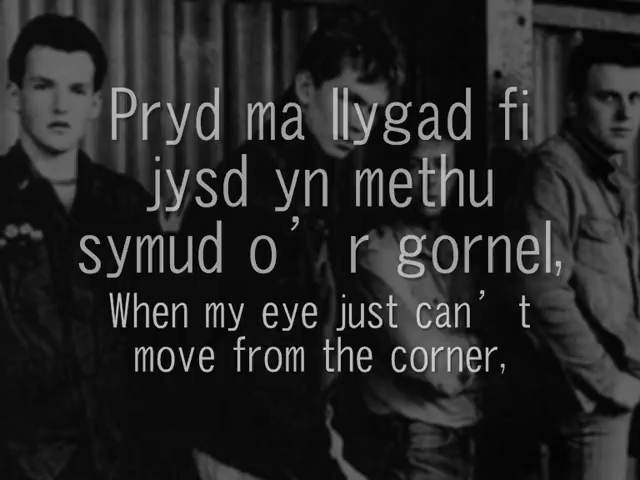 Pryd ma llygad fi
jysd yn methu
symud o’r gornel,
When my eye just can’t
move from the corner,